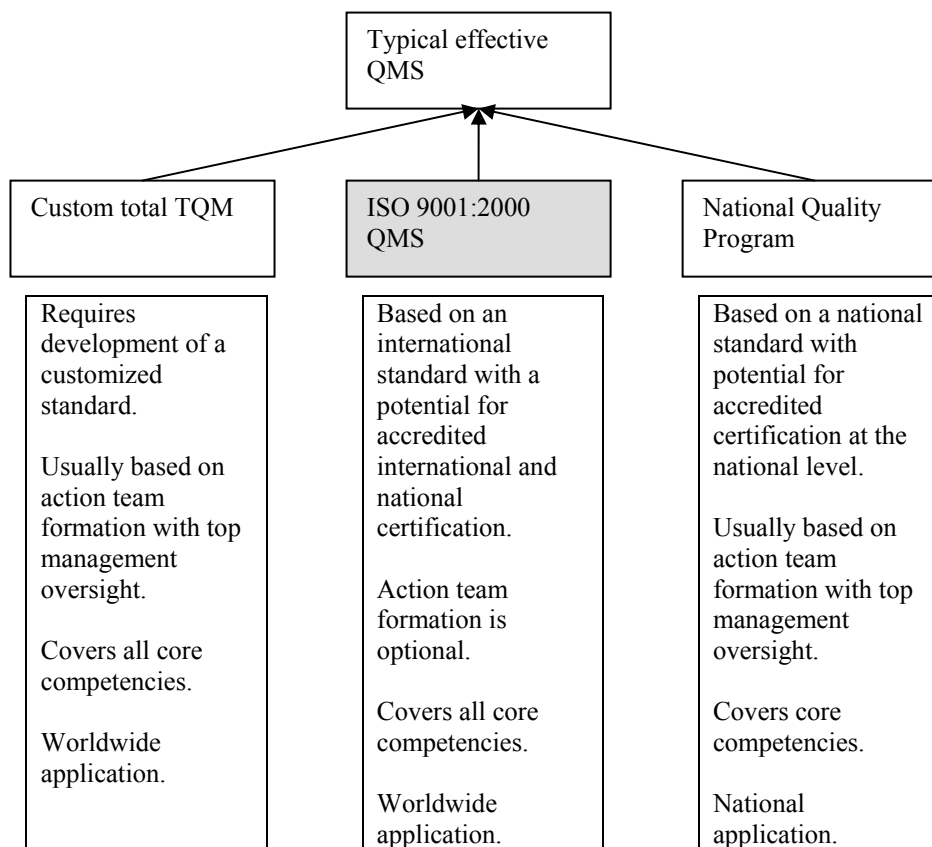 Typical effective
QMS
Custom total TQM
ISO 9001:2000
QMS
National Quality
Program
Requires
development of a
customized
standard.
Usually based on
action team
formation with top
management
oversight.
Covers all core
competencies.
Worldwide
application.
Based on an
international
standard with a
potential for
accredited
international and
national
certification.
Action team
formation is
optional.
Covers all core
competencies.
Worldwide
application.
Based on a national
standard with
potential for
accredited
certification at the
national level.
Usually based on
action team
formation with top
management
oversight.
Covers core
competencies.
National
application.